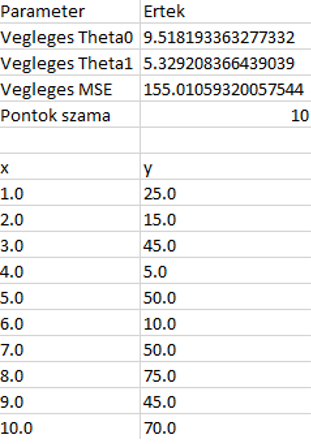 Parameter Ertek
Vegleges Theta0 9.518193363277332
Vegleges Theta1 5.329208366439039
Vegleges MSE 155.01059320057544
Pontok szama 10
x y
1.0 25.0
2.0 15.0
3.0 45.0
4.0 5.0
5.0 50.0
6.0 10.0
7.0 50.0
8.0 75.0
9.0 45.0
10.0 70.0